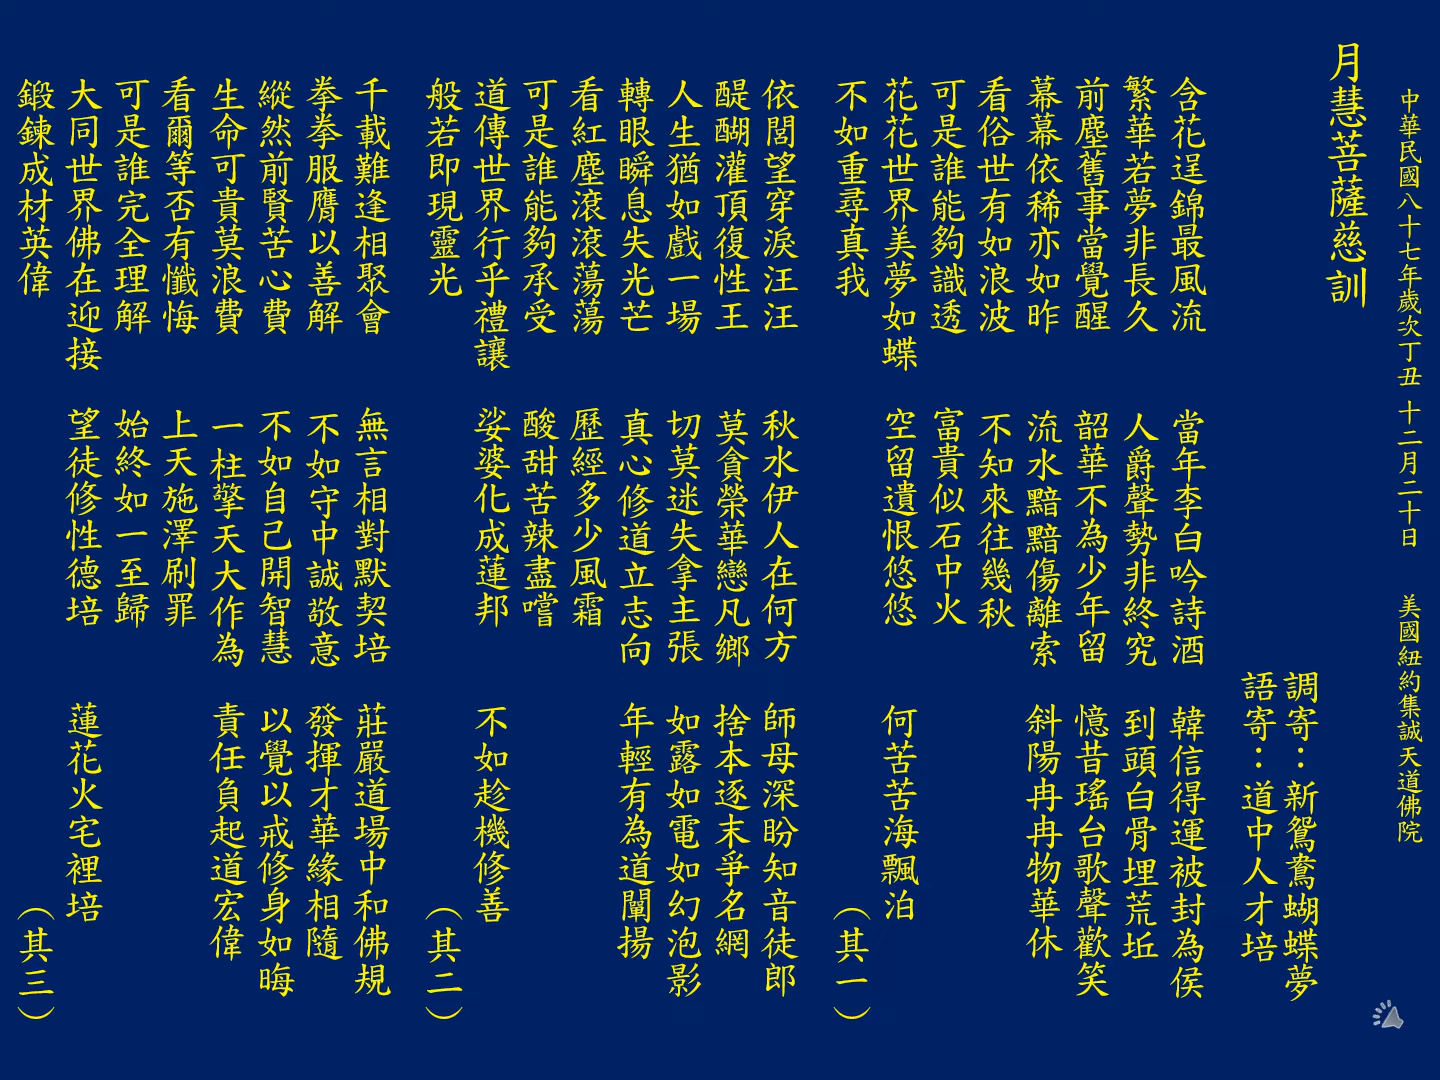 中華民國八十七年歲次丁丑 十二月二十日 美國紐約集誠天道佛院
月慧菩薩慈訓
調寄：新鴛鴦蝴蝶夢
語寄：道中人才培
含花逞錦最風流 當年李白吟詩酒 韓信得運被封為侯
繁華若夢非長久 人爵聲勢非終究 到頭白骨埋荒坵
前塵舊事當覺醒 韶華不為少年留 憶昔瑤台歌聲歡笑
幕幕依稀亦如昨 流水黯黯傷離索 斜陽冉冉物華休
看俗世有如浪波 不知來往幾秋
可是誰能夠識透 富貴似石中火
花花世界美夢如蝶 空留遺恨悠悠 何苦苦海飄泊
不如重尋真我 （其一）
依閭望穿淚汪汪 秋水伊人在何方 師母深盼知音徒郎
醍醐灌頂復性王 莫貪榮華戀凡鄉 捨本逐末爭名網
人生猶如戲一場 切莫迷失拿主張 如露如電如幻泡影
轉眼瞬息失光芒 真心修道立志向 年輕有為道闡揚
看紅塵滾滾蕩蕩 歷經多少風霜
可是誰能夠承受 酸甜苦辣盡嚐
道傳世界行乎禮讓 娑婆化成蓮邦 不如趁機修善
般若即現靈光 （其二）
千載難逢相聚會 無言相對默契培 莊嚴道場中和佛規
拳拳服膺以善解 不如守中誠敬意 發揮才華緣相隨
縱然前賢苦心費 不如自己開智慧 以覺以戒修身如晦
生命可貴莫浪費 一柱擎天大作為 責任負起道宏偉
看爾等否有懺悔 上天施澤刷罪
可是誰完全理解 始終如一至歸
大同世界佛在迎接 望徒修性德培 蓮花火宅裡培
鍛鍊成材英偉 （其三）